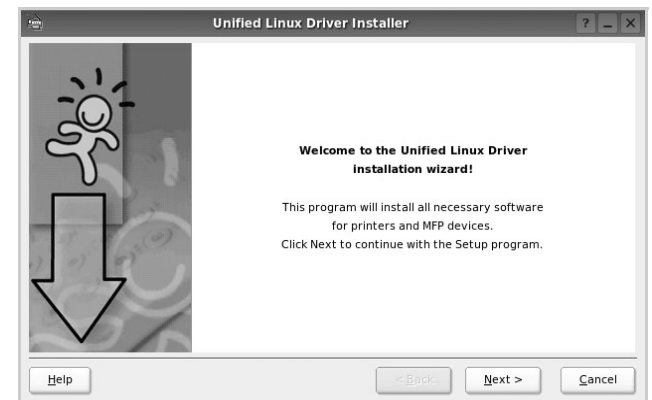 Unified Linux Driver Installer
?
Welcome to the Unified Linux Driver
installation wizard!
This program will install all necessary software
for printers and MFP devices.
Click Next to continue with the Setup program.
Help
< Back
Next >
Cancel